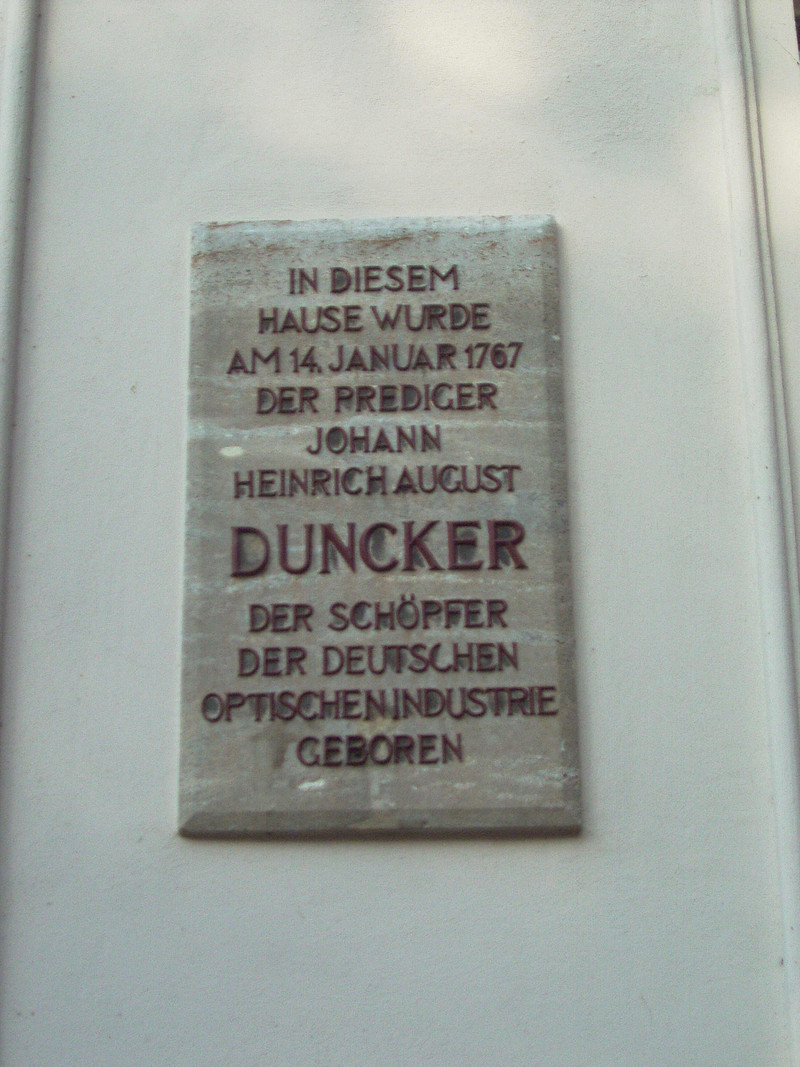 IN DIESEM
HAUSE WURDE
AM 14. JANUAR 1767
DER PREDIGER
JOHANN
HEINRICH AUGUST
DUNCKER
DER SCHÖPFER
DER DEUTSCHEN
OPTISCHEN INDUSTRIE
GEBOREN